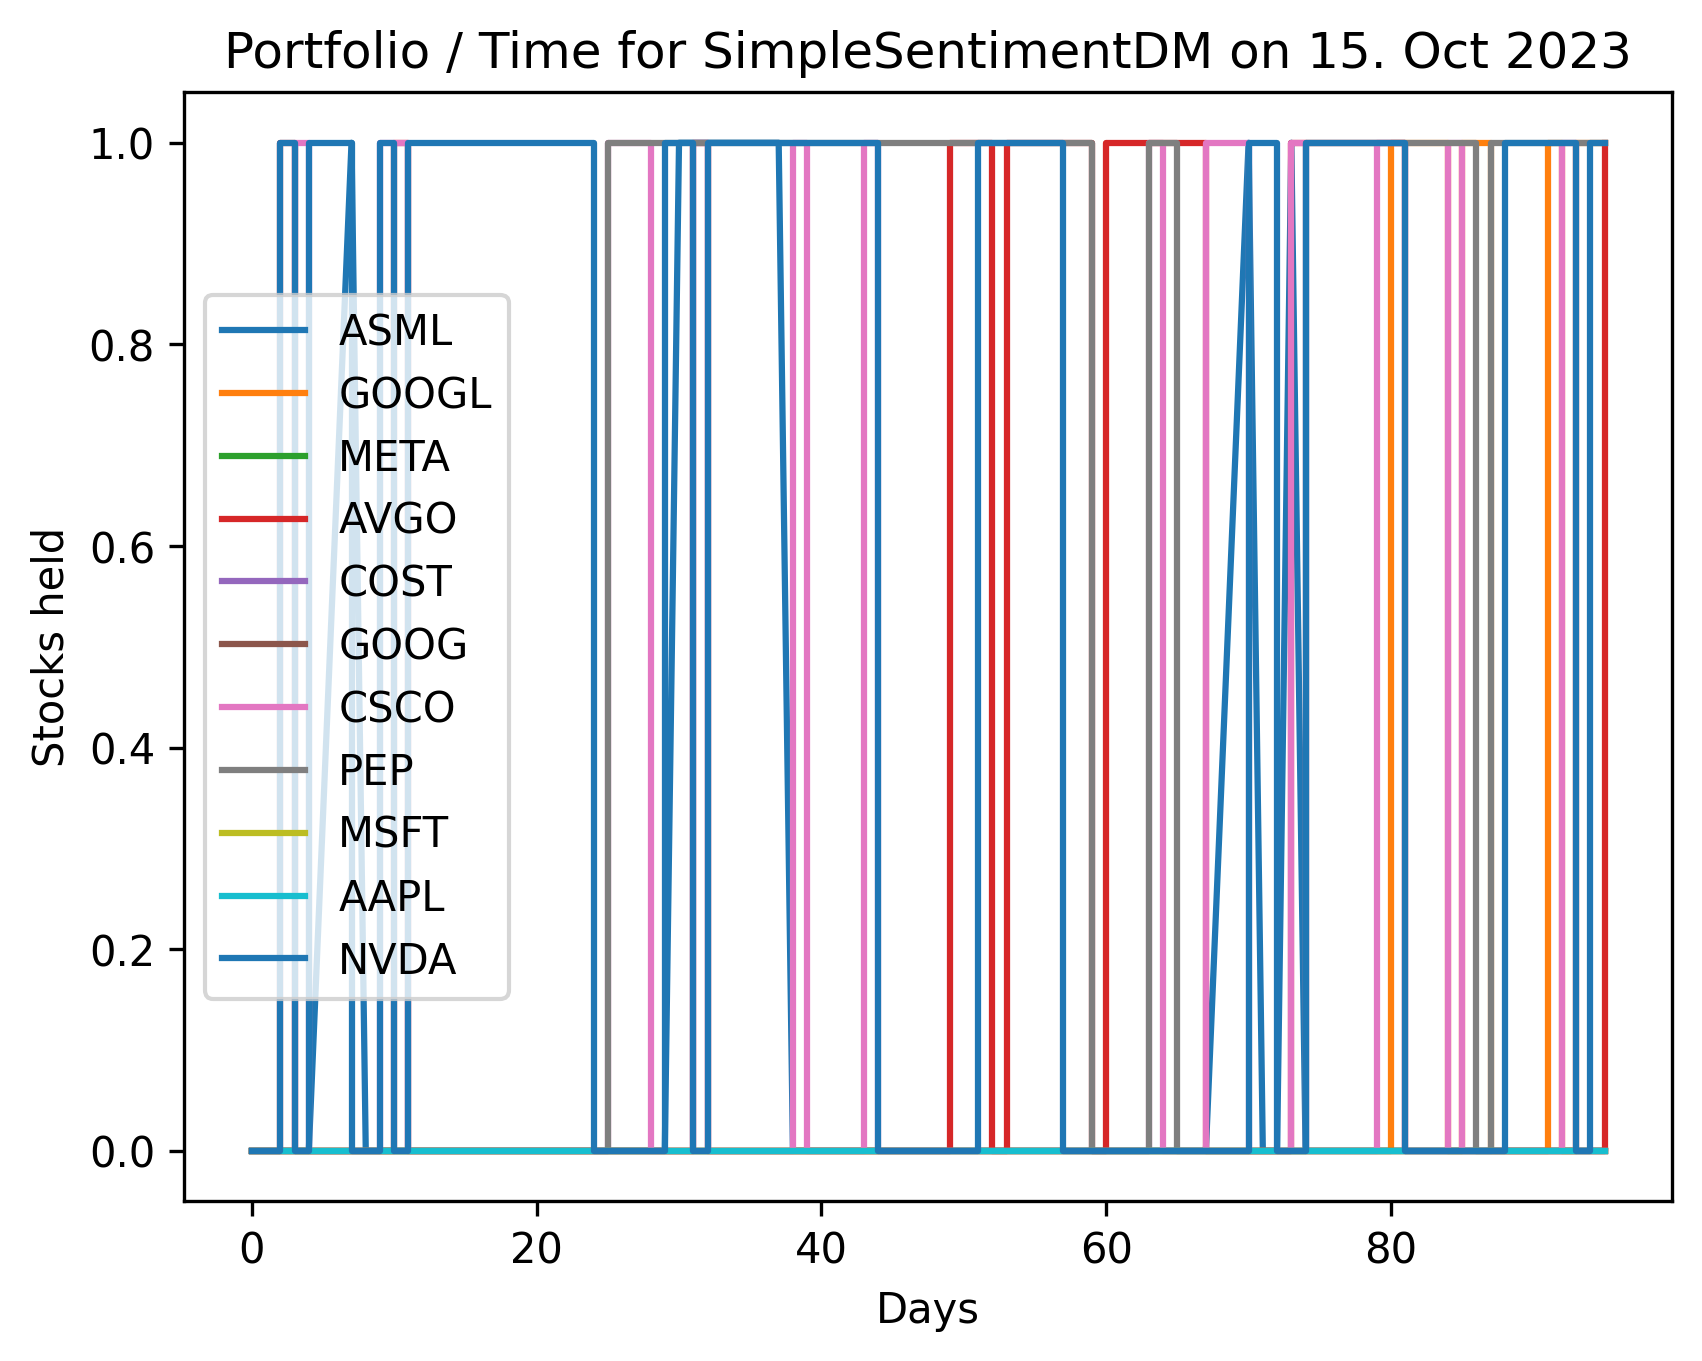 Portfolio / Time for SimpleSentimentDM on 15. Oct 2023
1.0
0.8
0.6
0.4
0.2
0.0
Stocks held
ASML
GOOGL
META
AVGO
COST
GOOG
CSCO
PEP
MSFT
AAPL
NVDA
0 20 40 60 80
Days